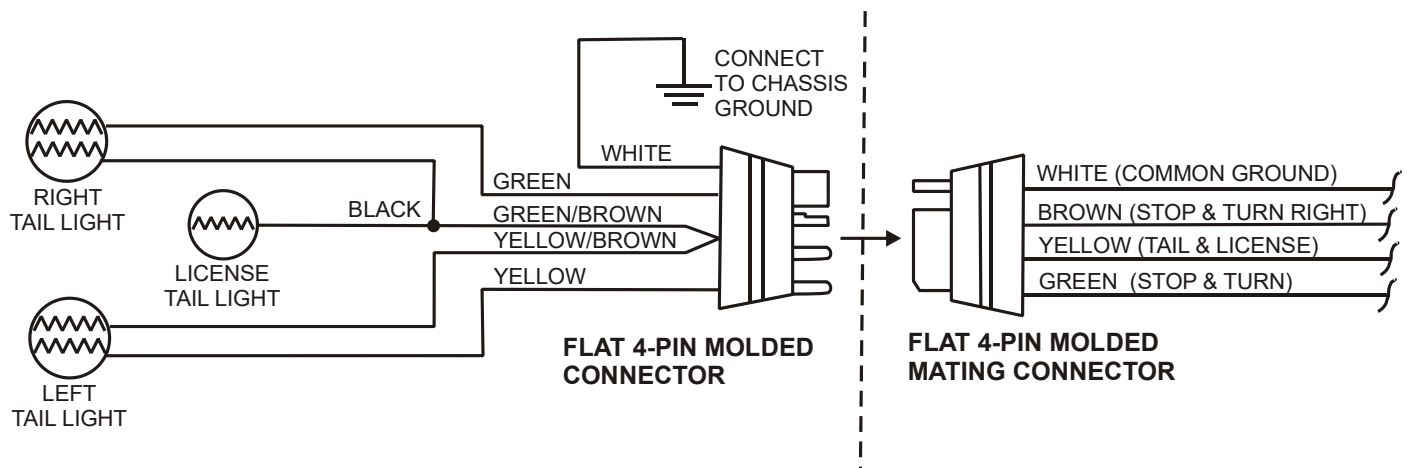 CONNECT
TO CHASSIS
GROUND
WHITE
GREEN
GREEN/BROWN
YELLOW/BROWN
YELLOW
BLACK
RIGHT
TAIL LIGHT
LICENSE
TAIL LIGHT
LEFT
TAIL LIGHT
FLAT 4-PIN MOLDED
CONNECTOR
WHITE (COMMON GROUND)
BROWN (STOP & TURN RIGHT)
YELLOW (TAIL & LICENSE)
GREEN (STOP & TURN)
FLAT 4-PIN MOLDED
MATING CONNECTOR